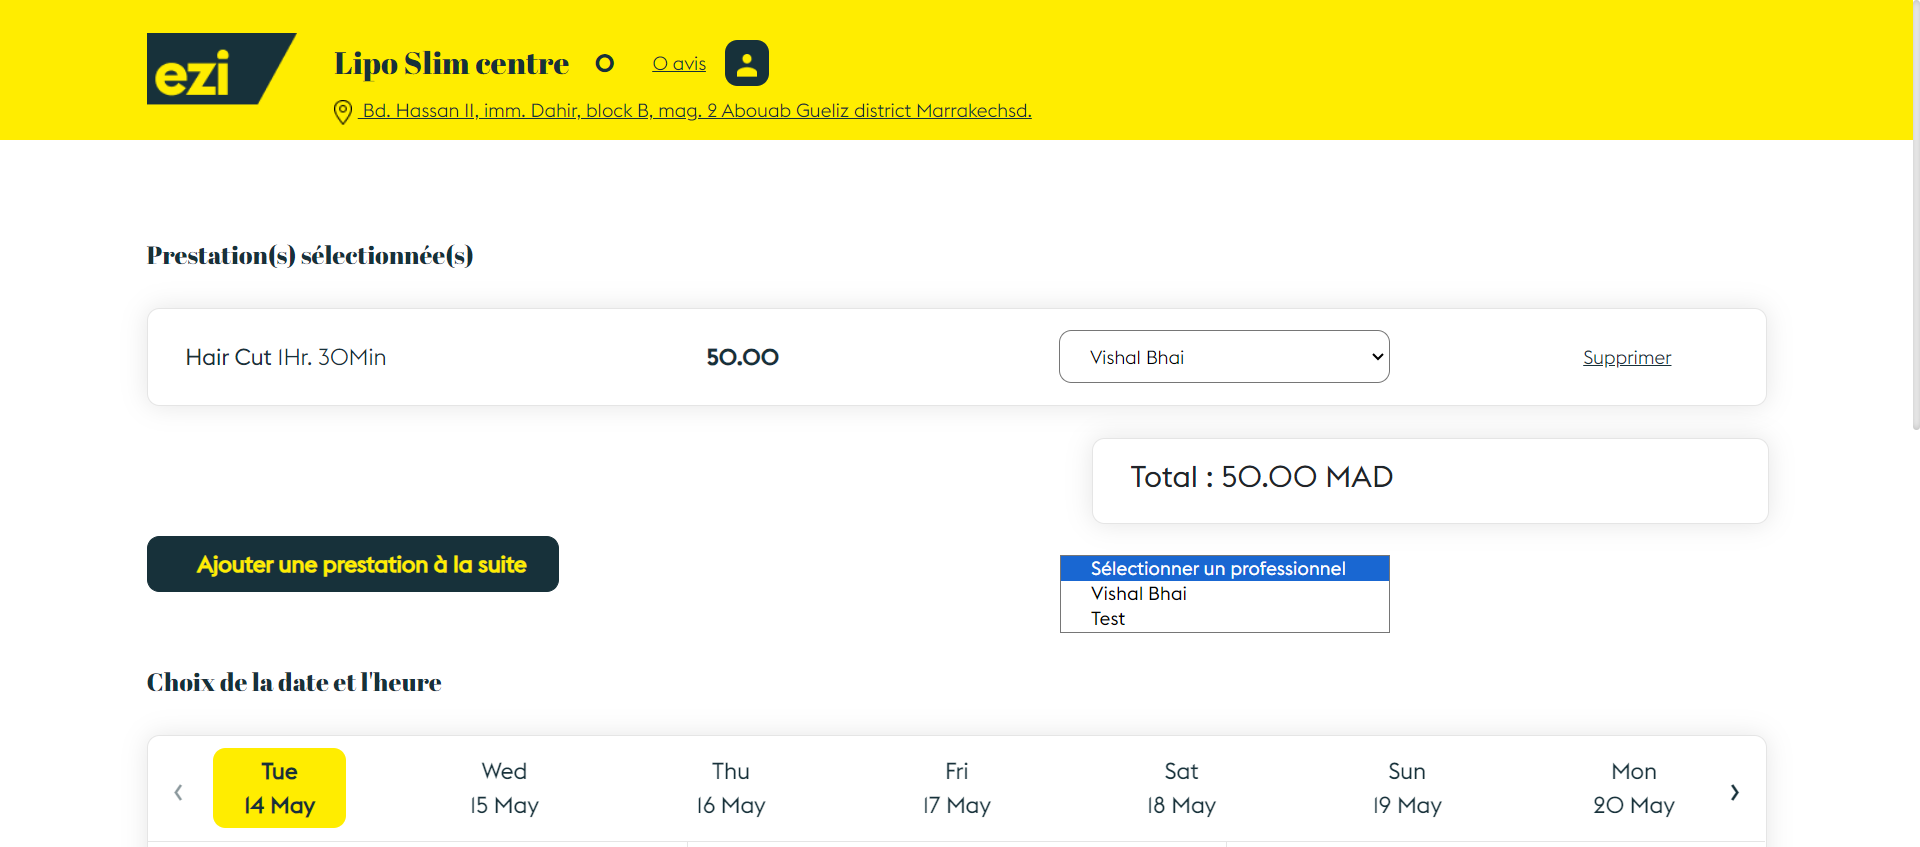 ezi
Lipo Slim centre 0 0 avis
Bd. Hassan II, imm. Dahir, block B, mag. 2 Abouab Gueliz district Marrakechsd.
Prestation(s) sélectionnée(s)
Hair Cut 1Hr. 30Min 50.00 Vishal Bhai Supprimer
Total : 50.00 MAD
Ajouter une prestation à la suite
Sélectionner un professionnel
Vishal Bhai
Test
Choix de la date et l'heure
Tue Wed Thu Fri Sat Sun Mon
14 May 15 May 16 May 17 May 18 May 19 May 20 May